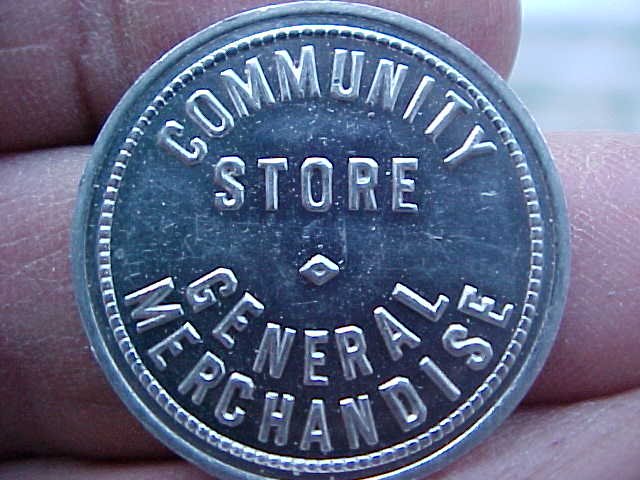 COMMUNITY
STORE
GENERAL
MERCHANDISE